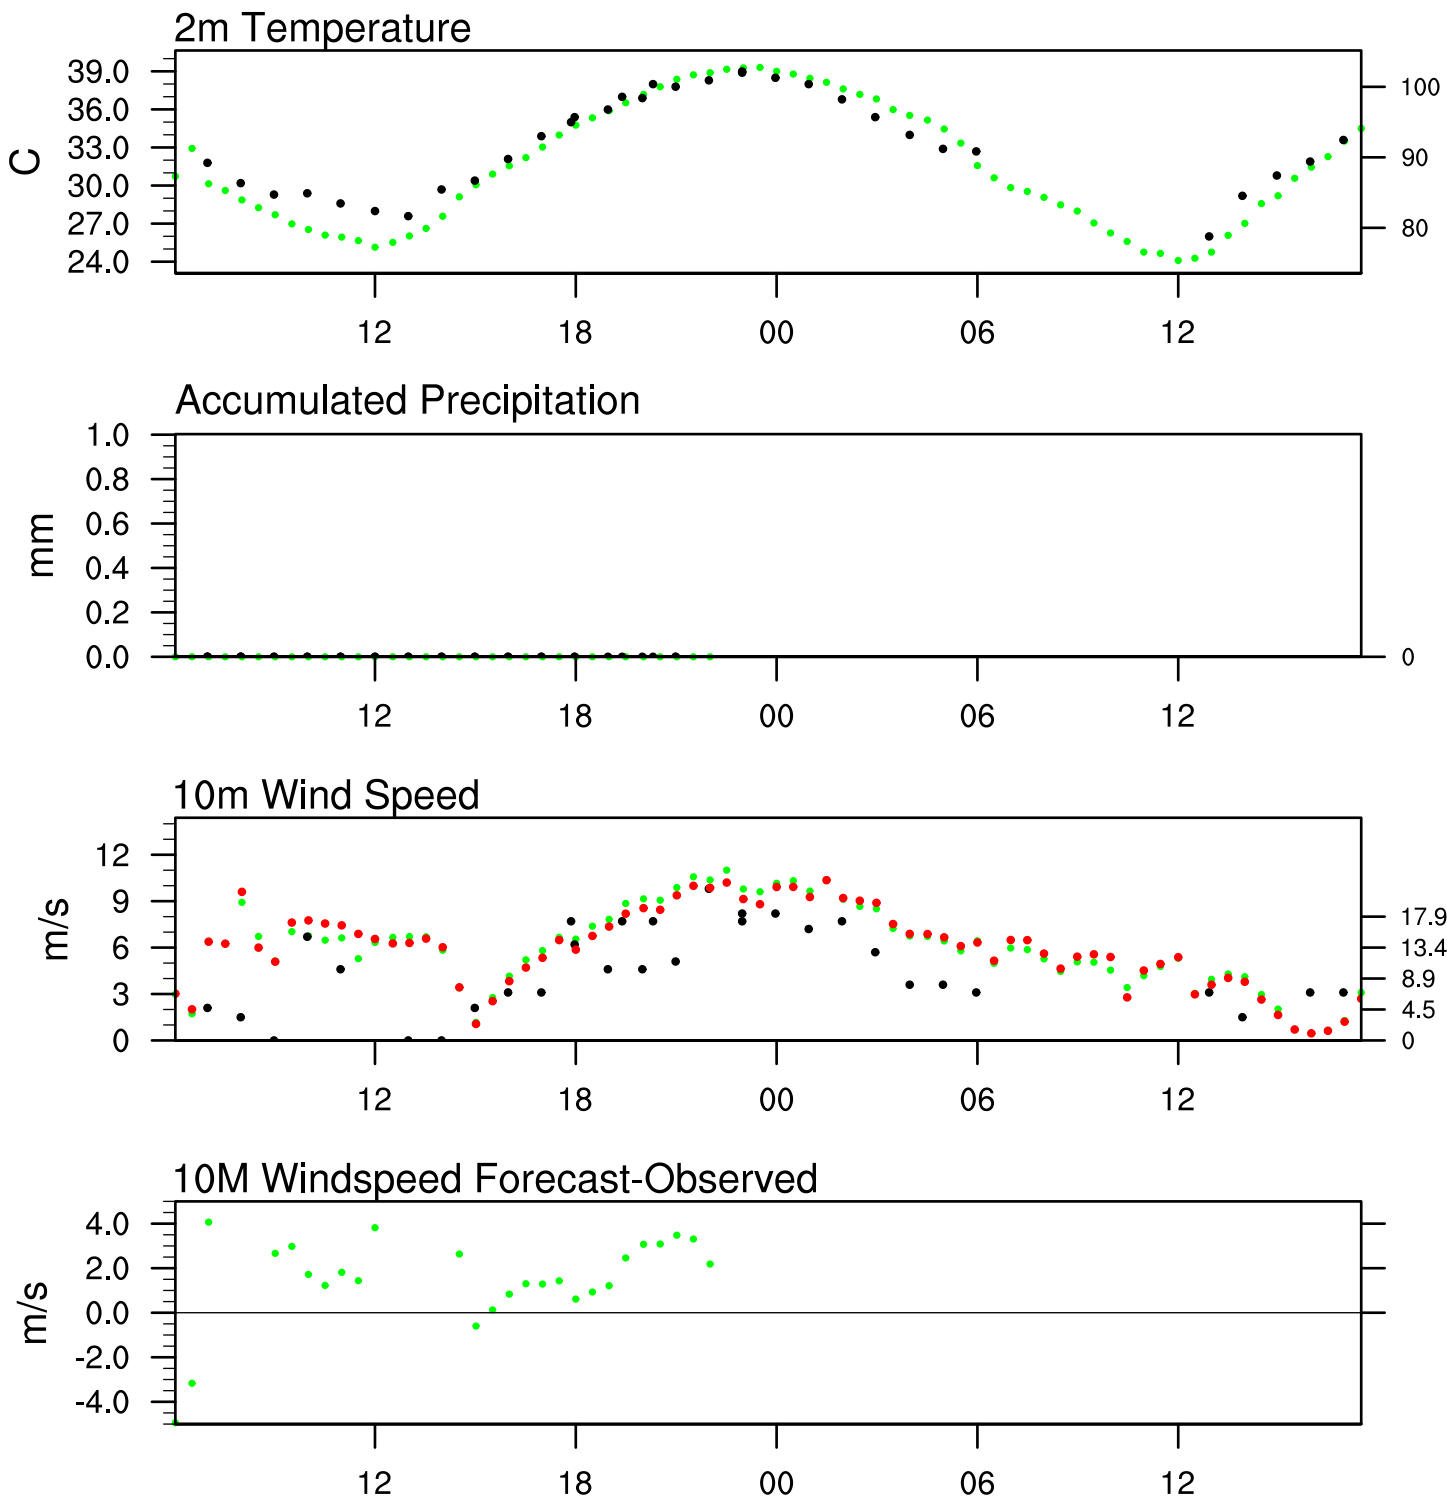 2m Temperature
39.0
36.0
33.0
30.0
27.0
24.0
C
100
90
80
12 18 00 06 12
Accumulated Precipitation
1.0
0.8
0.6
0.4
0.2
0.0
mm
0
12 18 00 06 12
10m Wind Speed
12
9
6
3
0
m/s
17.9
13.4
8.9
4.5
0
12 18 00 06 12
10M Windspeed Forecast-Observed
4.0
2.0
0.0
-2.0
-4.0
m/s
12 18 00 06 12